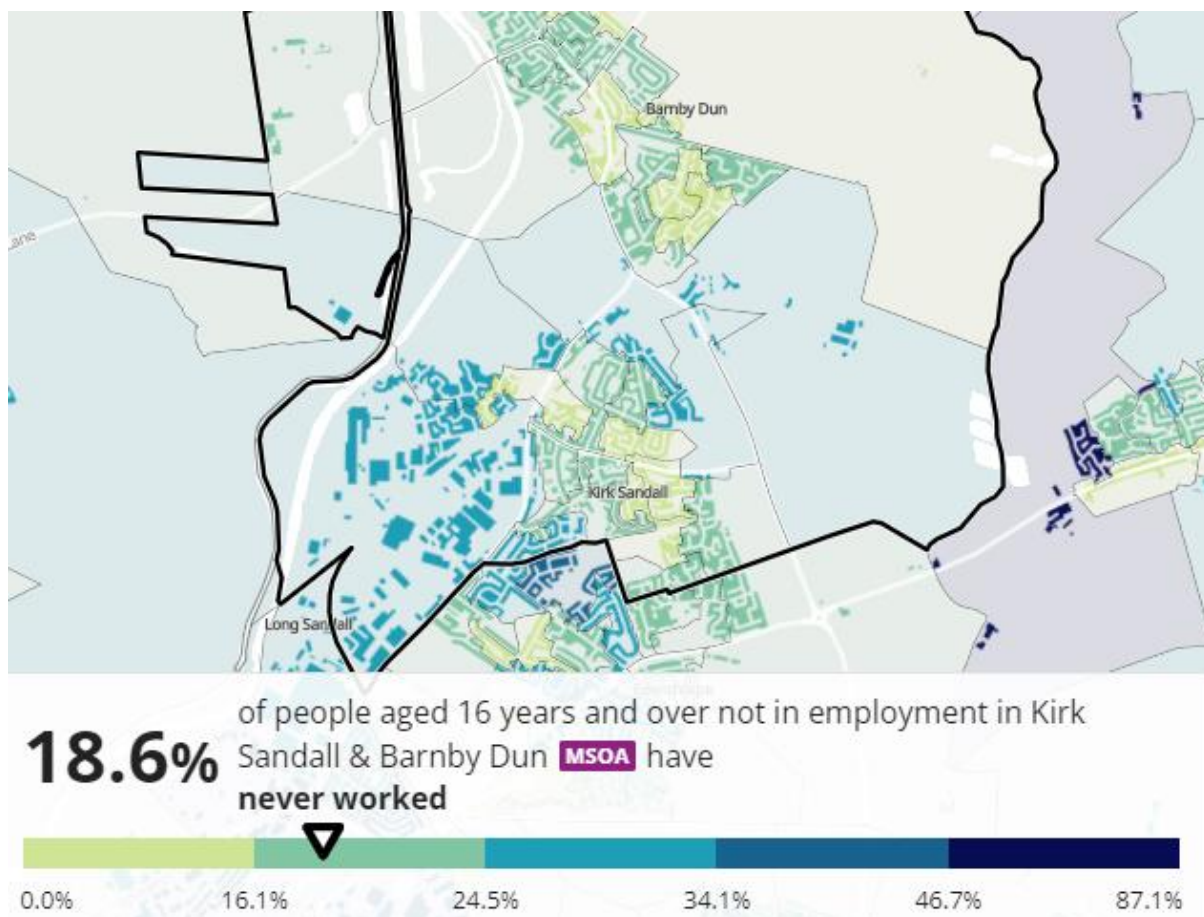 Barnby Dun
Lane
Kirk Sandall
Long Sandall
18.6%
of people aged 16 years and over not in employment in Kirk
Sandall & Barnby Dun MSOA have
never worked
0.0% 16.1% 24.5% 34.1% 46.7% 87.1%